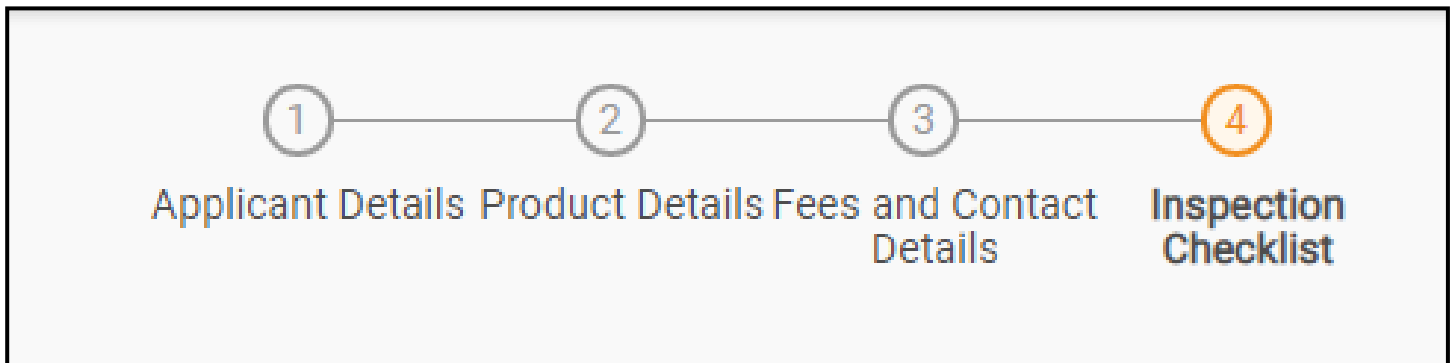 1
2
3
4
Applicant Details
Product Details
Fees and Contact
Details
Inspection
Checklist